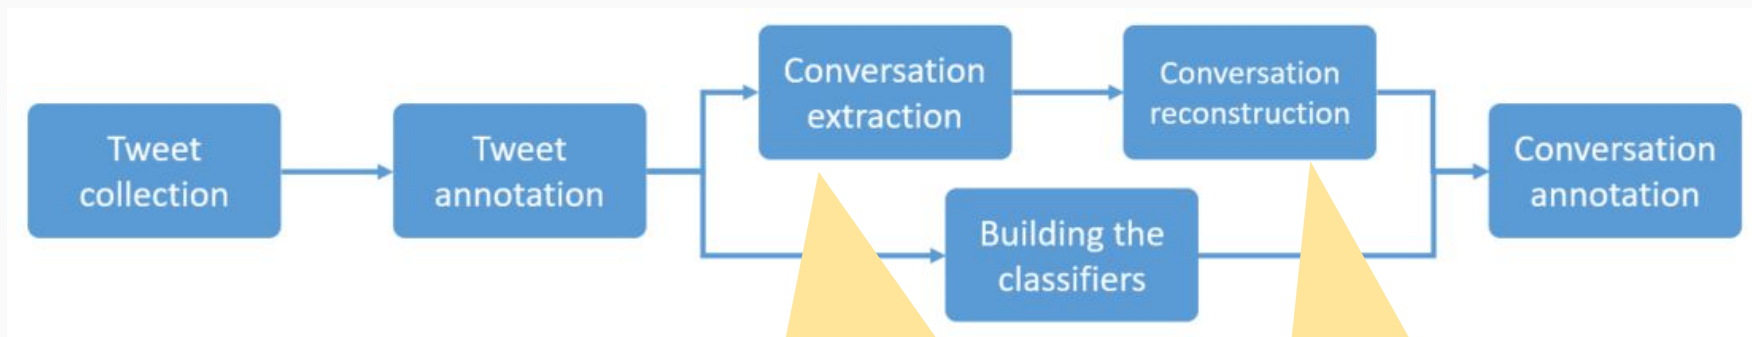 Tweet
collection
Tweet
annotation
Conversation
extraction
Conversation
reconstruction
Building the
classifiers
Conversation
annotation